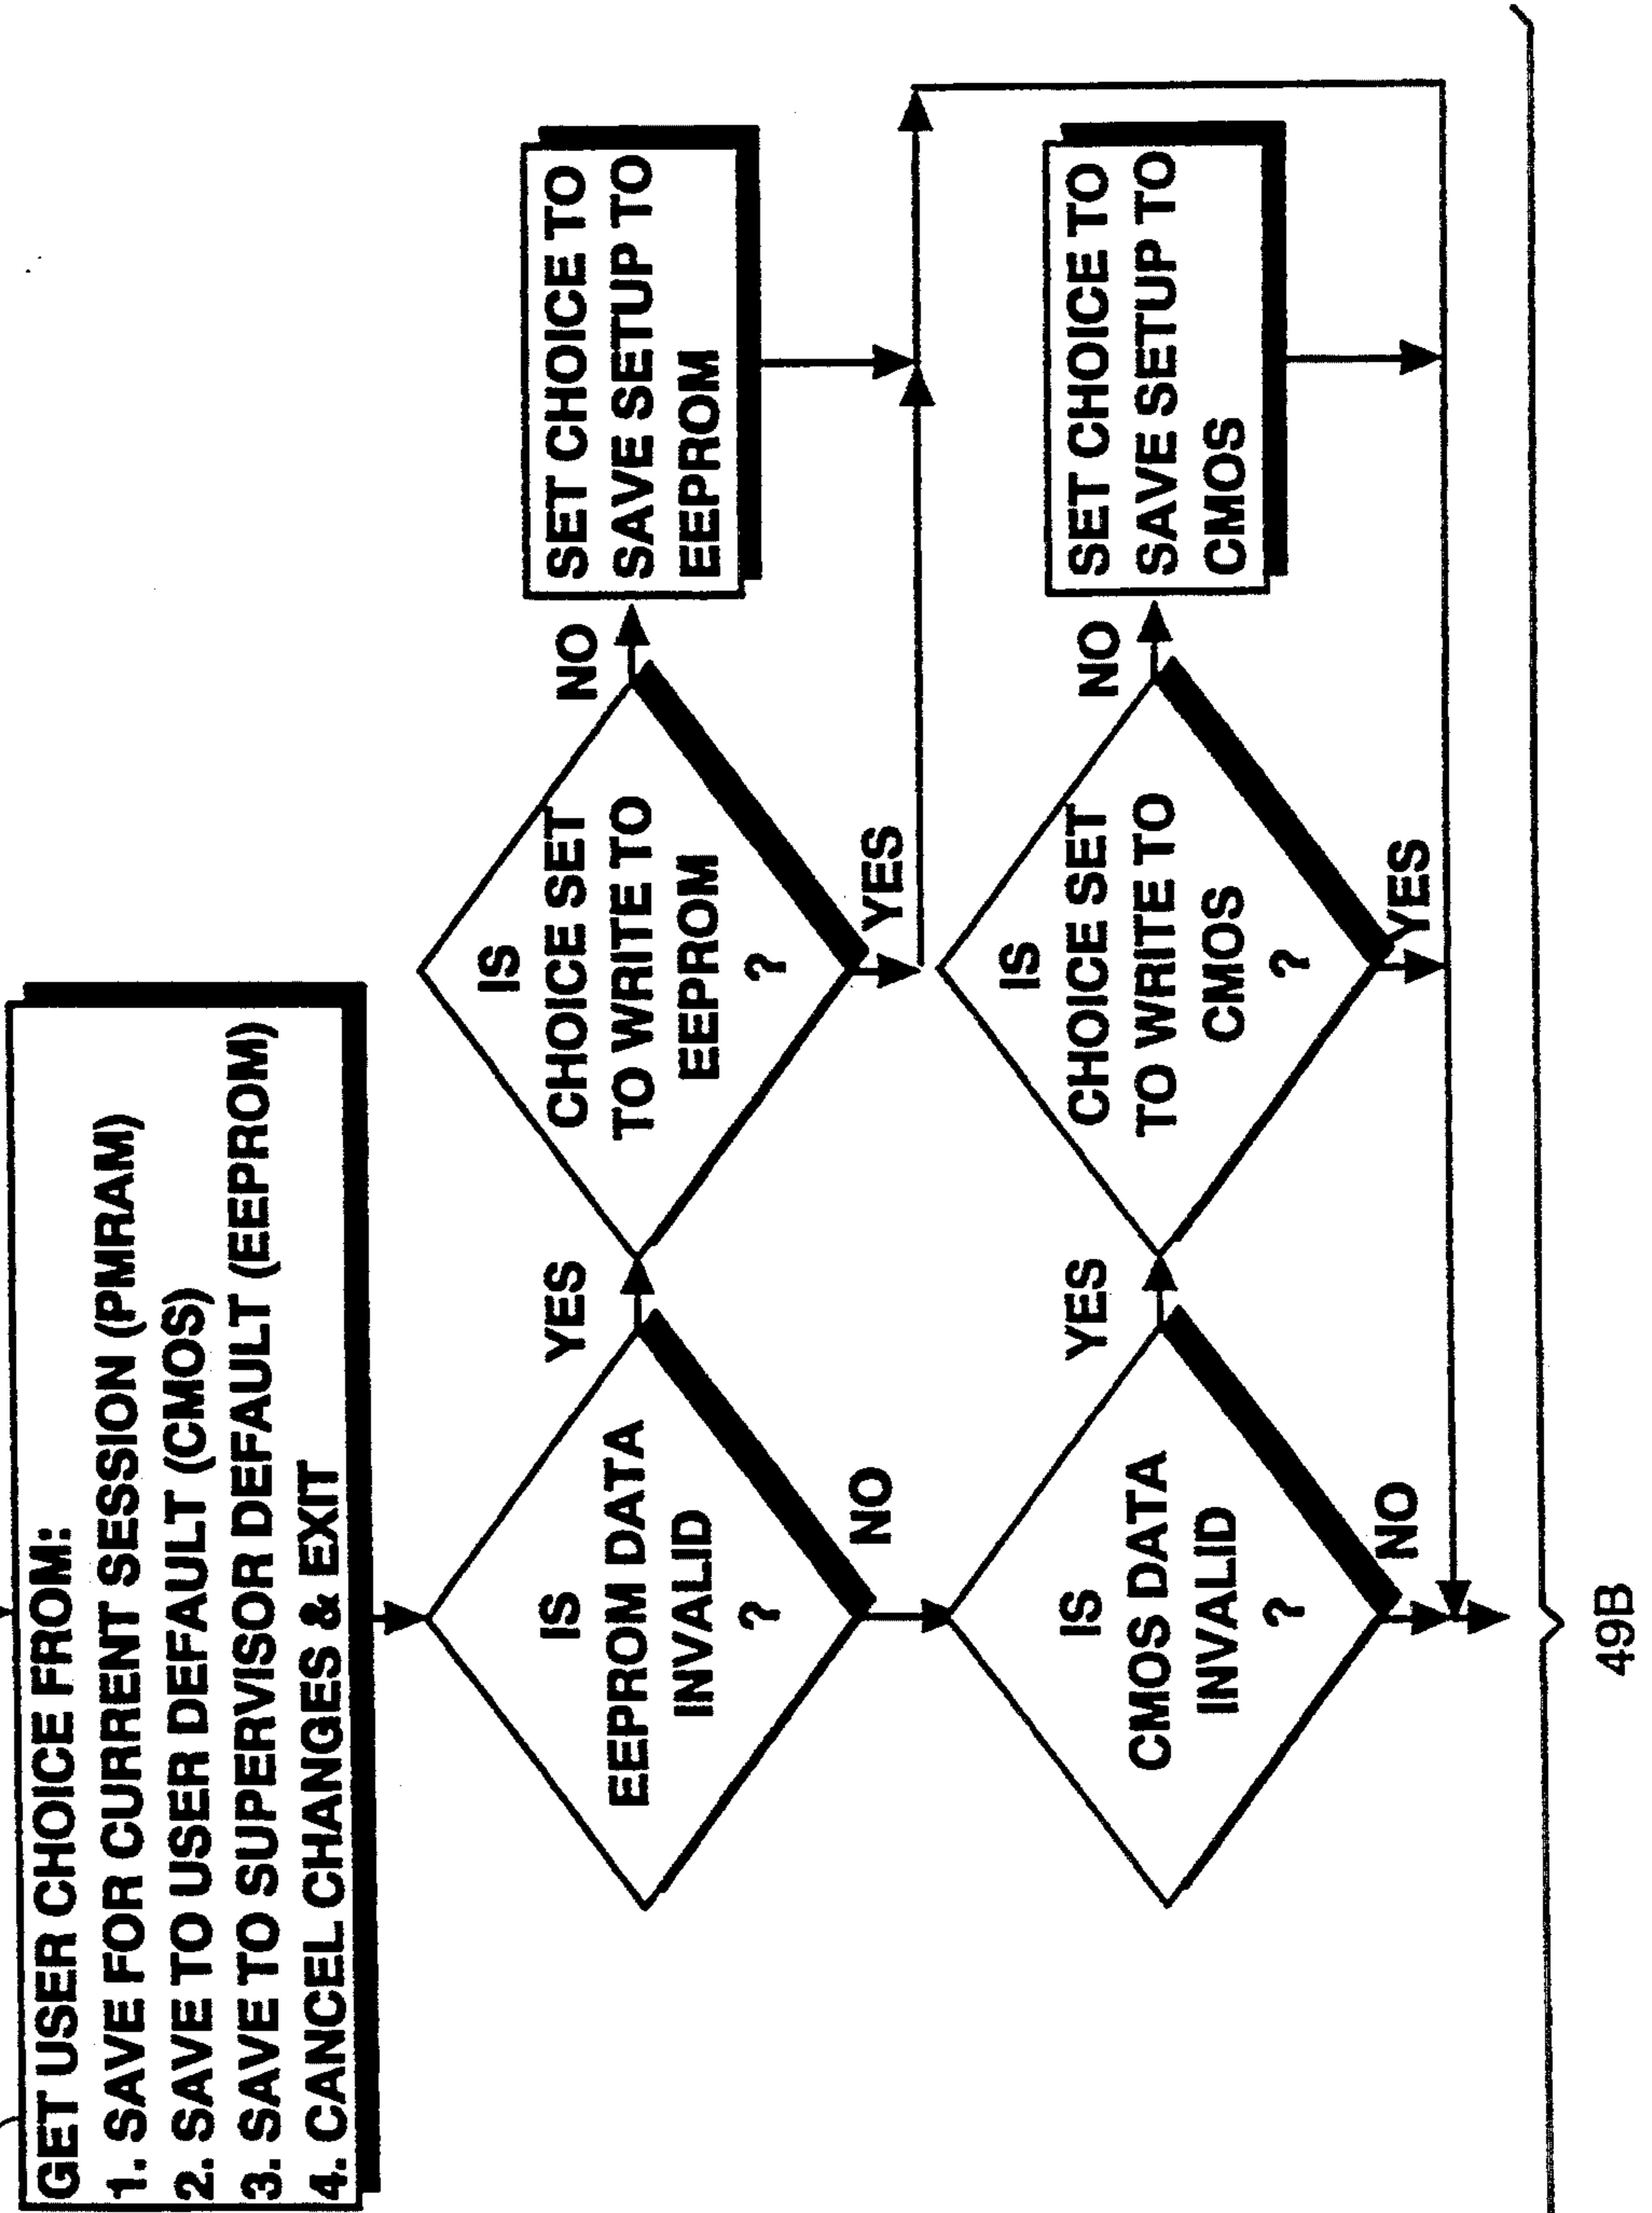 GET USER CHOICE FROM:
1. SAVE FOR CURRENT SESSION (PMRAM)
2. SAVE TO USER DEFAULT (CMOS)
3. SAVE TO SUPERVISOR DEFAULT (EEPROM)
4. CANCEL CHANGES & EXIT
IS
EEPROM DATA
INVALID
?
YES
NO
IS
CHOICE SET
TO WRITE TO
EEPROM
?
NO
YES
SET CHOICE TO
SAVE SETUP TO
EEPROM
IS
CMOS DATA
INVALID
?
YES
NO
IS
CHOICE SET
TO WRITE TO
CMOS
?
NO
YES
SET CHOICE TO
SAVE SETUP TO
CMOS
49B